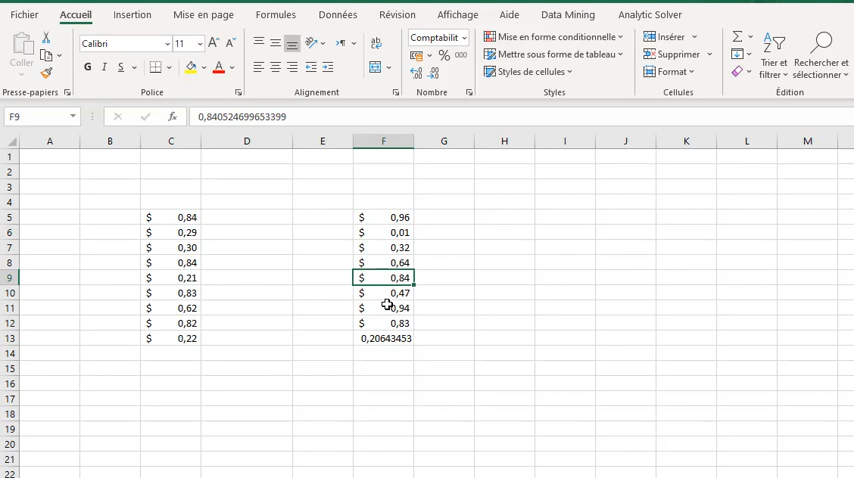 Fichier Accueil Insertion Mise en page Formules Données Révision Affichage Aide Data Mining Analytic Solver
Coller
Calibri 11 A A
G I S A
ab
Comptabilit
% 000
Mise en forme conditionnelle
Mettre sous forme de tableau
Styles de cellules
Insérer
Supprimer
Format
Trier et
filtrer
Rechercher et
sélectionner
Presse-papiers Police Alignement Nombre Styles Cellules Édition
F9 fx 0,840524699653399
A B C D E F G H I J K L M
1
2
3
4
5 $ 0,84 $ 0,96
6 $ 0,29 $ 0,01
7 $ 0,30 $ 0,32
8 $ 0,84 $ 0,64
9 $ 0,21 $ 0,84
10 $ 0,83 $ 0,47
11 $ 0,62 0,94
12 $ 0,82 $ 0,83
13 $ 0,22 0,20643453
14
15
16
17
18
19
20
21
22